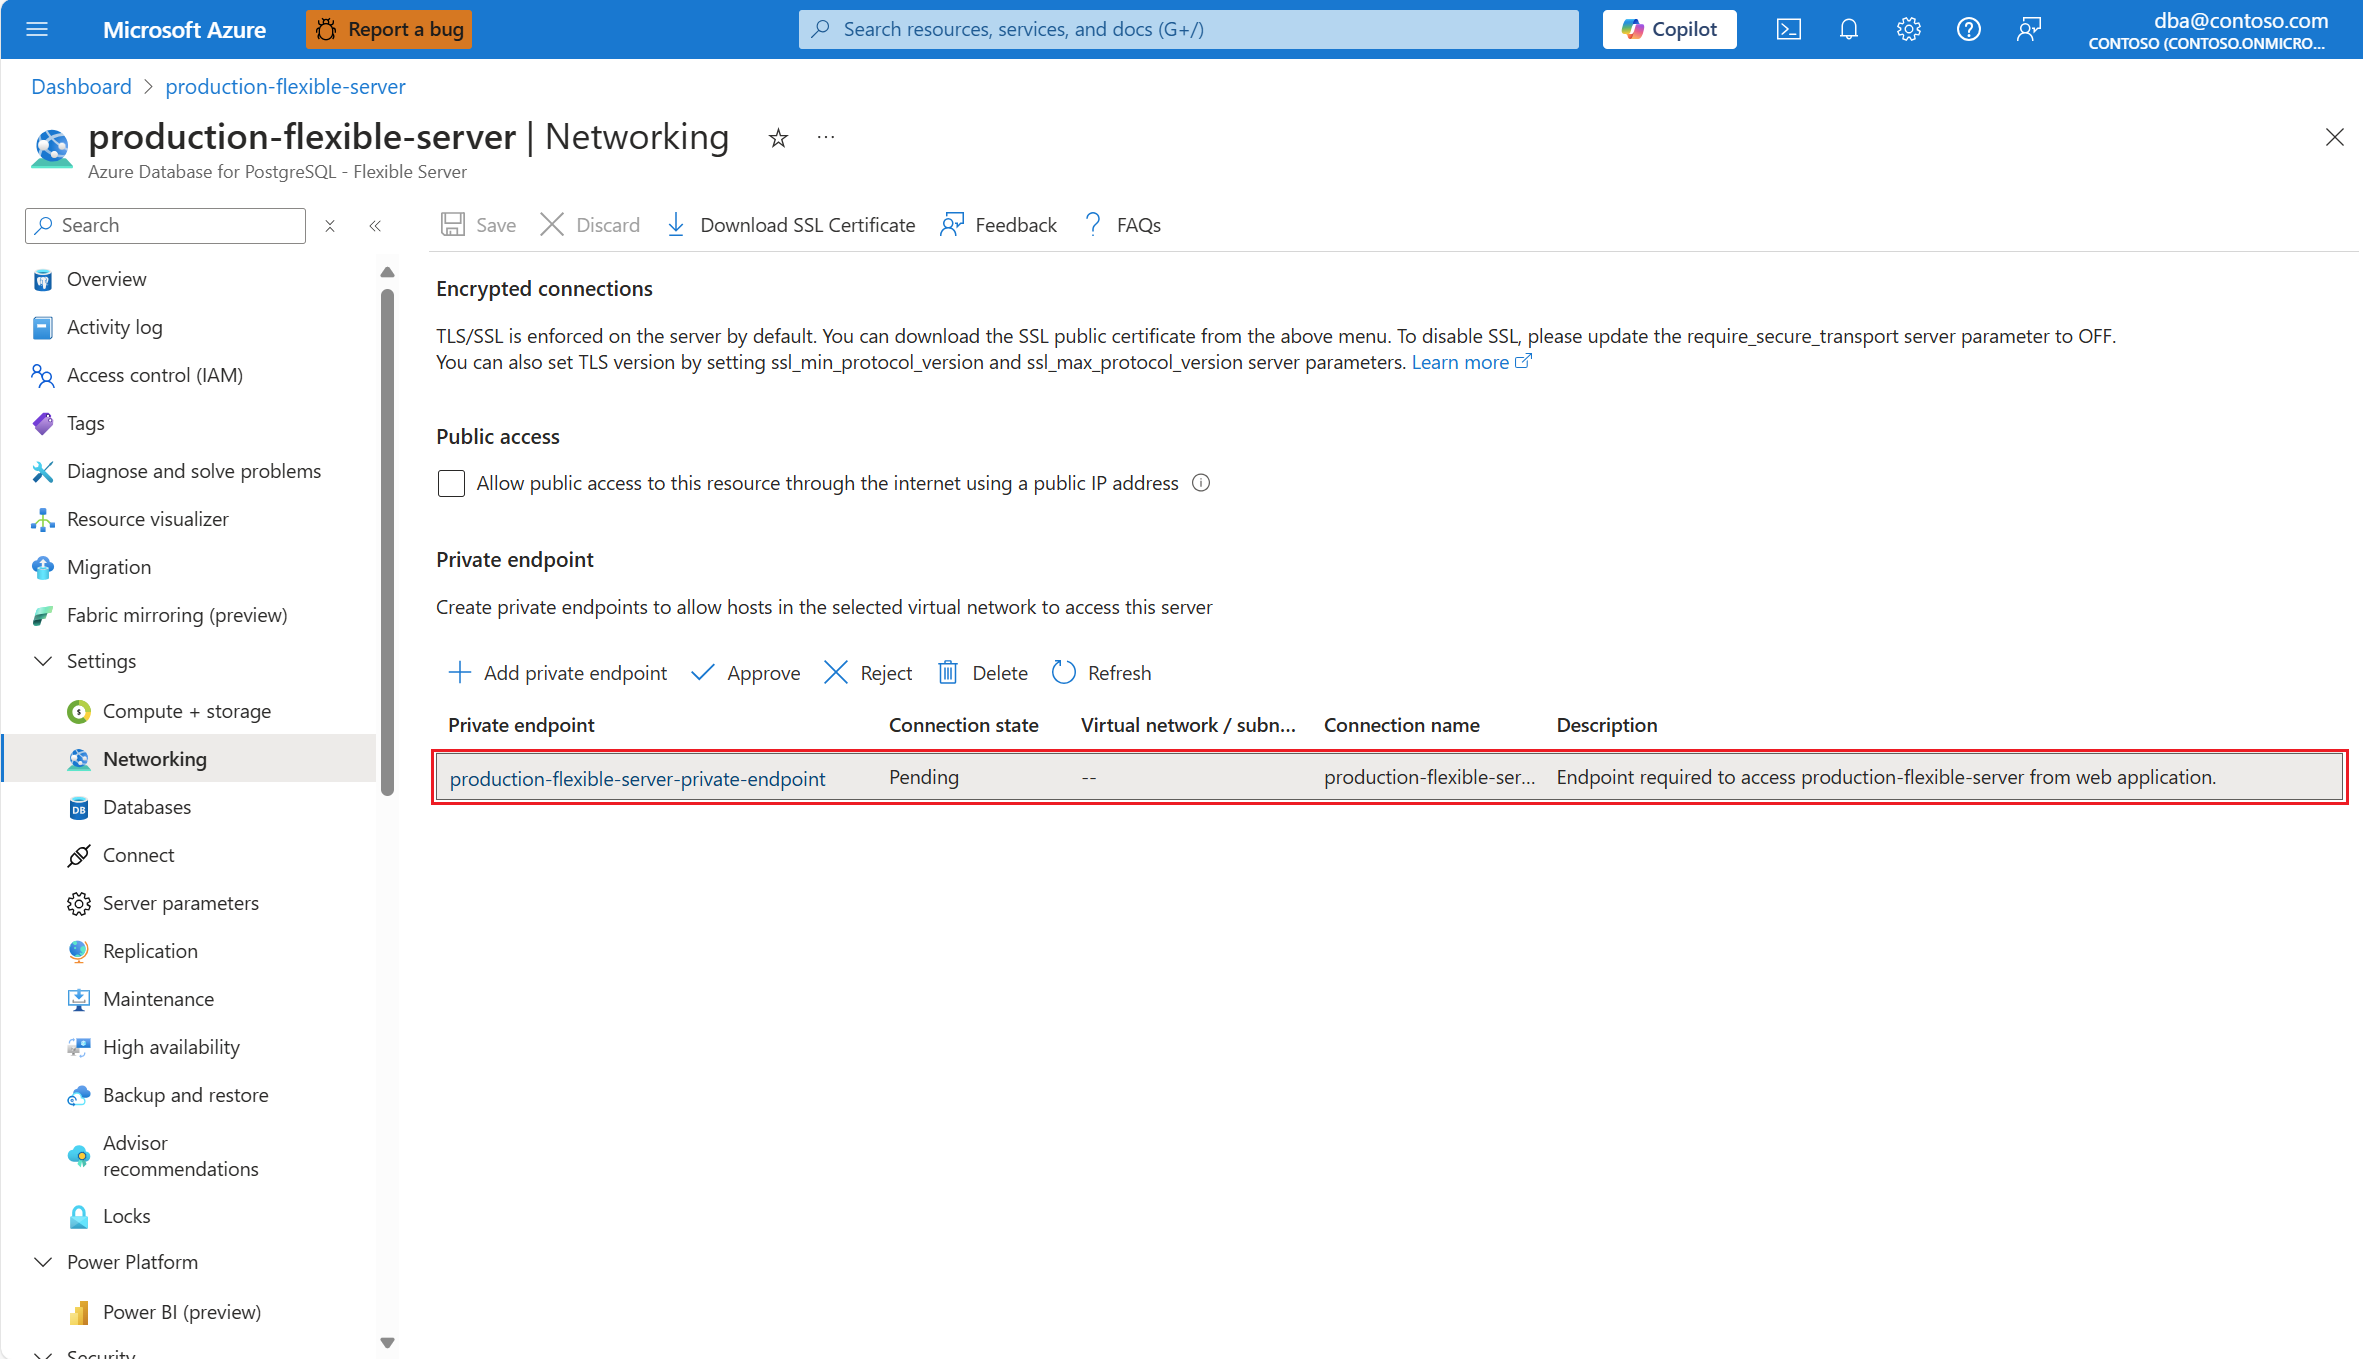 Microsoft Azure
Report a bug
Search resources, services, and docs (G+/)
Copilot
dba@contoso.com
CONTOSO (CONTOSO.ONMICRO...
Dashboard > production-flexible-server
production-flexible-server | Networking
Azure Database for PostgreSQL - Flexible Server
Search
Overview
Activity log
Access control (IAM)
Tags
Diagnose and solve problems
Resource visualizer
Migration
Fabric mirroring (preview)
Settings
Compute + storage
Networking
Databases
Connect
Server parameters
Replication
Maintenance
High availability
Backup and restore
Advisor
recommendations
Locks
Power Platform
Power BI (preview)
Security
Save
Discard
Download SSL Certificate
Feedback
FAQs
Encrypted connections
TLS/SSL is enforced on the server by default. You can download the SSL public certificate from the above menu. To disable SSL, please update the require_secure_transport server parameter to OFF.
You can also set TLS version by setting ssl_min_protocol_version and ssl_max_protocol_version server parameters. Learn more
Public access
Allow public access to this resource through the internet using a public IP address
Private endpoint
Create private endpoints to allow hosts in the selected virtual network to access this server
Add private endpoint
Approve
Reject
Delete
Refresh
Private endpoint Connection state Virtual network / subn... Connection name Description
production-flexible-server-private-endpoint Pending -- production-flexible-ser... Endpoint required to access production-flexible-server from web application.